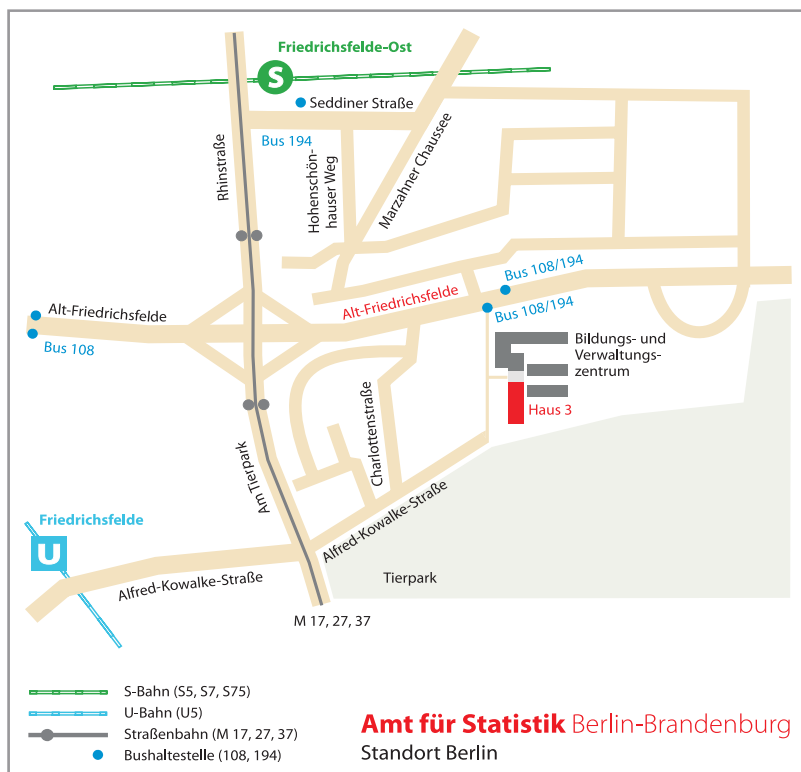 Friedrichsfelde-Ost
S
Seddiner Straße
Bus 194
Rhinstraße
Hohenschön-
hauser Weg
Marzahner Chaussee
Bus 108/194
Alt-Friedrichsfelde
Alt-Friedrichsfelde
Bus 108/194
Bus 108
Bildungs- und
Verwaltungs-
zentrum
Haus 3
Charlottenstraße
Am Tierpark
Friedrichsfelde
U
Alfred-Kowalke-Straße
Alfred-Kowalke-Straße
Tierpark
M 17, 27, 37
S-Bahn (S5, S7, S75)
U-Bahn (U5)
Straßenbahn (M 17, 27, 37)
Bushaltestelle (108, 194)
Amt für Statistik Berlin-Brandenburg
Standort Berlin